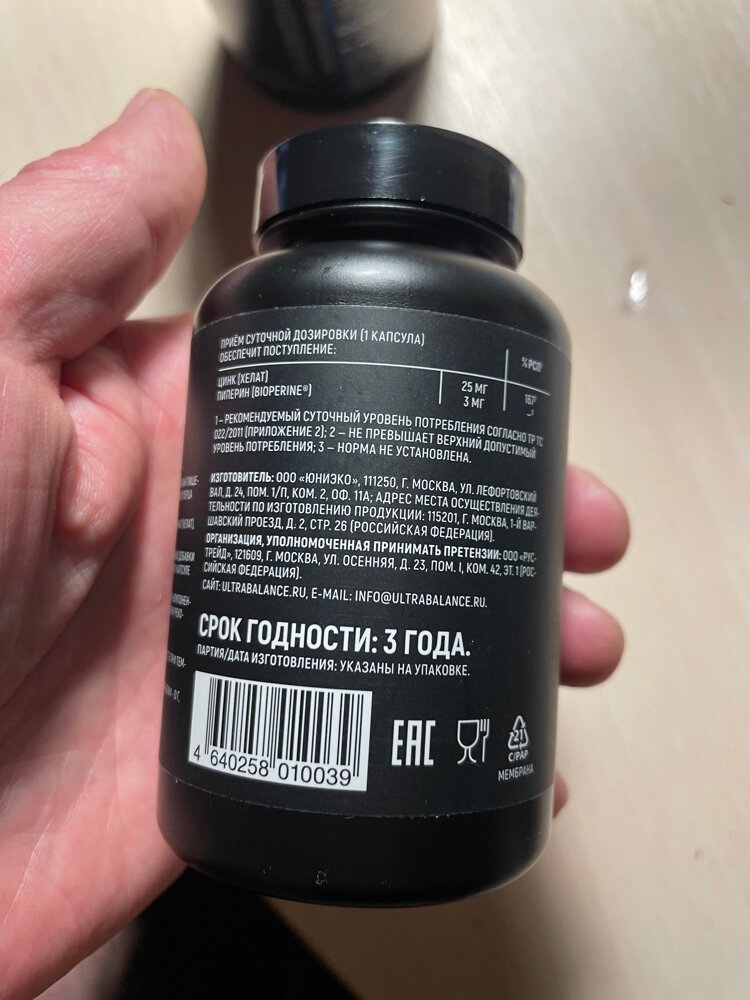 ПРИЁМ СУТОЧНОЙ ДОЗИРОВКИ (1 КАПСУЛА)
ОБЕСПЕЧИТ ПОСТУПЛЕНИЕ:
% РСП¹
ЦИНК (ХЕЛАТ) 25 МГ 167²
ПИПЕРИН (BIOPERINE®) 3 МГ –³
1 – РЕКОМЕНДУЕМЫЙ СУТОЧНЫЙ УРОВЕНЬ ПОТРЕБЛЕНИЯ СОГЛАСНО ТР ТС
022/2011 (ПРИЛОЖЕНИЕ 2); 2 – НЕ ПРЕВЫШАЕТ ВЕРХНИЙ ДОПУСТИМЫЙ
УРОВЕНЬ ПОТРЕБЛЕНИЯ; 3 – НОРМА НЕ УСТАНОВЛЕНА.
ИЗГОТОВИТЕЛЬ: ООО «ЮНИЭКО», 111250, Г. МОСКВА, УЛ. ЛЕФОРТОВСКИЙ
ВАЛ, Д. 24, ПОМ. 1/П, КОМ. 2, ОФ. 11А; АДРЕС МЕСТА ОСУЩЕСТВЛЕНИЯ ДЕЯ-
ТЕЛЬНОСТИ ПО ИЗГОТОВЛЕНИЮ ПРОДУКЦИИ: 115201, Г. МОСКВА, 1-Й ВАР-
ШАВСКИЙ ПРОЕЗД, Д. 2, СТР. 26 (РОССИЙСКАЯ ФЕДЕРАЦИЯ).
ОРГАНИЗАЦИЯ, УПОЛНОМОЧЕННАЯ ПРИНИМАТЬ ПРЕТЕНЗИИ: ООО «РУС-
ТРЕЙД», 121609, Г. МОСКВА, УЛ. ОСЕННЯЯ, Д. 23, ПОМ. I, КОМ. 42, ЭТ. 1 (РОС-
СИЙСКАЯ ФЕДЕРАЦИЯ).
САЙТ: ULTRABALANCE.RU, E-MAIL: INFO@ULTRABALANCE.RU.
СРОК ГОДНОСТИ: 3 ГОДА.
ПАРТИЯ/ДАТА ИЗГОТОВЛЕНИЯ: УКАЗАНЫ НА УПАКОВКЕ.
4 640258 010039
EAC
21
C/PAP
МЕМБРАНА